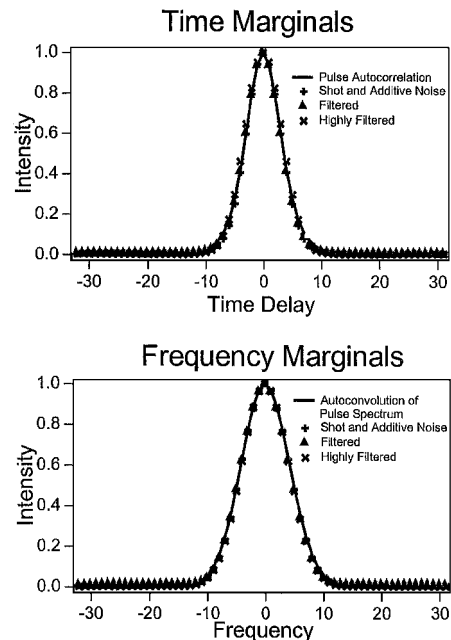 Time Marginals
1.0
0.8
0.6
0.4
0.2
0.0
Intensity
Pulse Autocorrelation
Shot and Additive Noise
Filtered
Highly Filtered
-30 -20 -10 0 10 20 30
Time Delay
Frequency Marginals
1.0
0.8
0.6
0.4
0.2
0.0
Intensity
Autoconvolution of
Pulse Spectrum
Shot and Additive Noise
Filtered
Highly Filtered
-30 -20 -10 0 10 20 30
Frequency